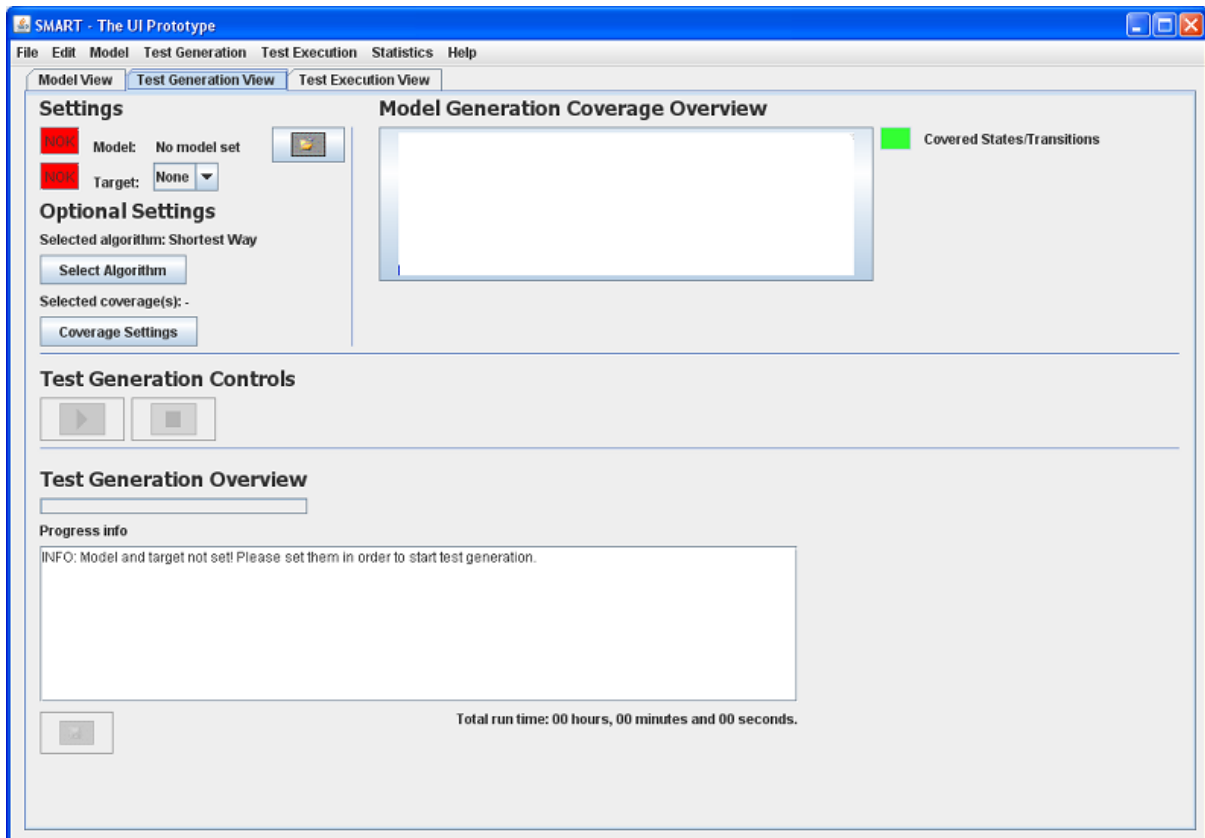 SMART - The UI Prototype
File Edit Model Test Generation Test Execution Statistics Help
Model View Test Generation View Test Execution View
Settings
NOK Model: No model set
NOK Target: None
Optional Settings
Selected algorithm: Shortest Way
Select Algorithm
Selected coverage(s): -
Coverage Settings
Model Generation Coverage Overview
Covered States/Transitions
Test Generation Controls
Test Generation Overview
Progress info
INFO: Model and target not set! Please set them in order to start test generation.
Total run time: 00 hours, 00 minutes and 00 seconds.